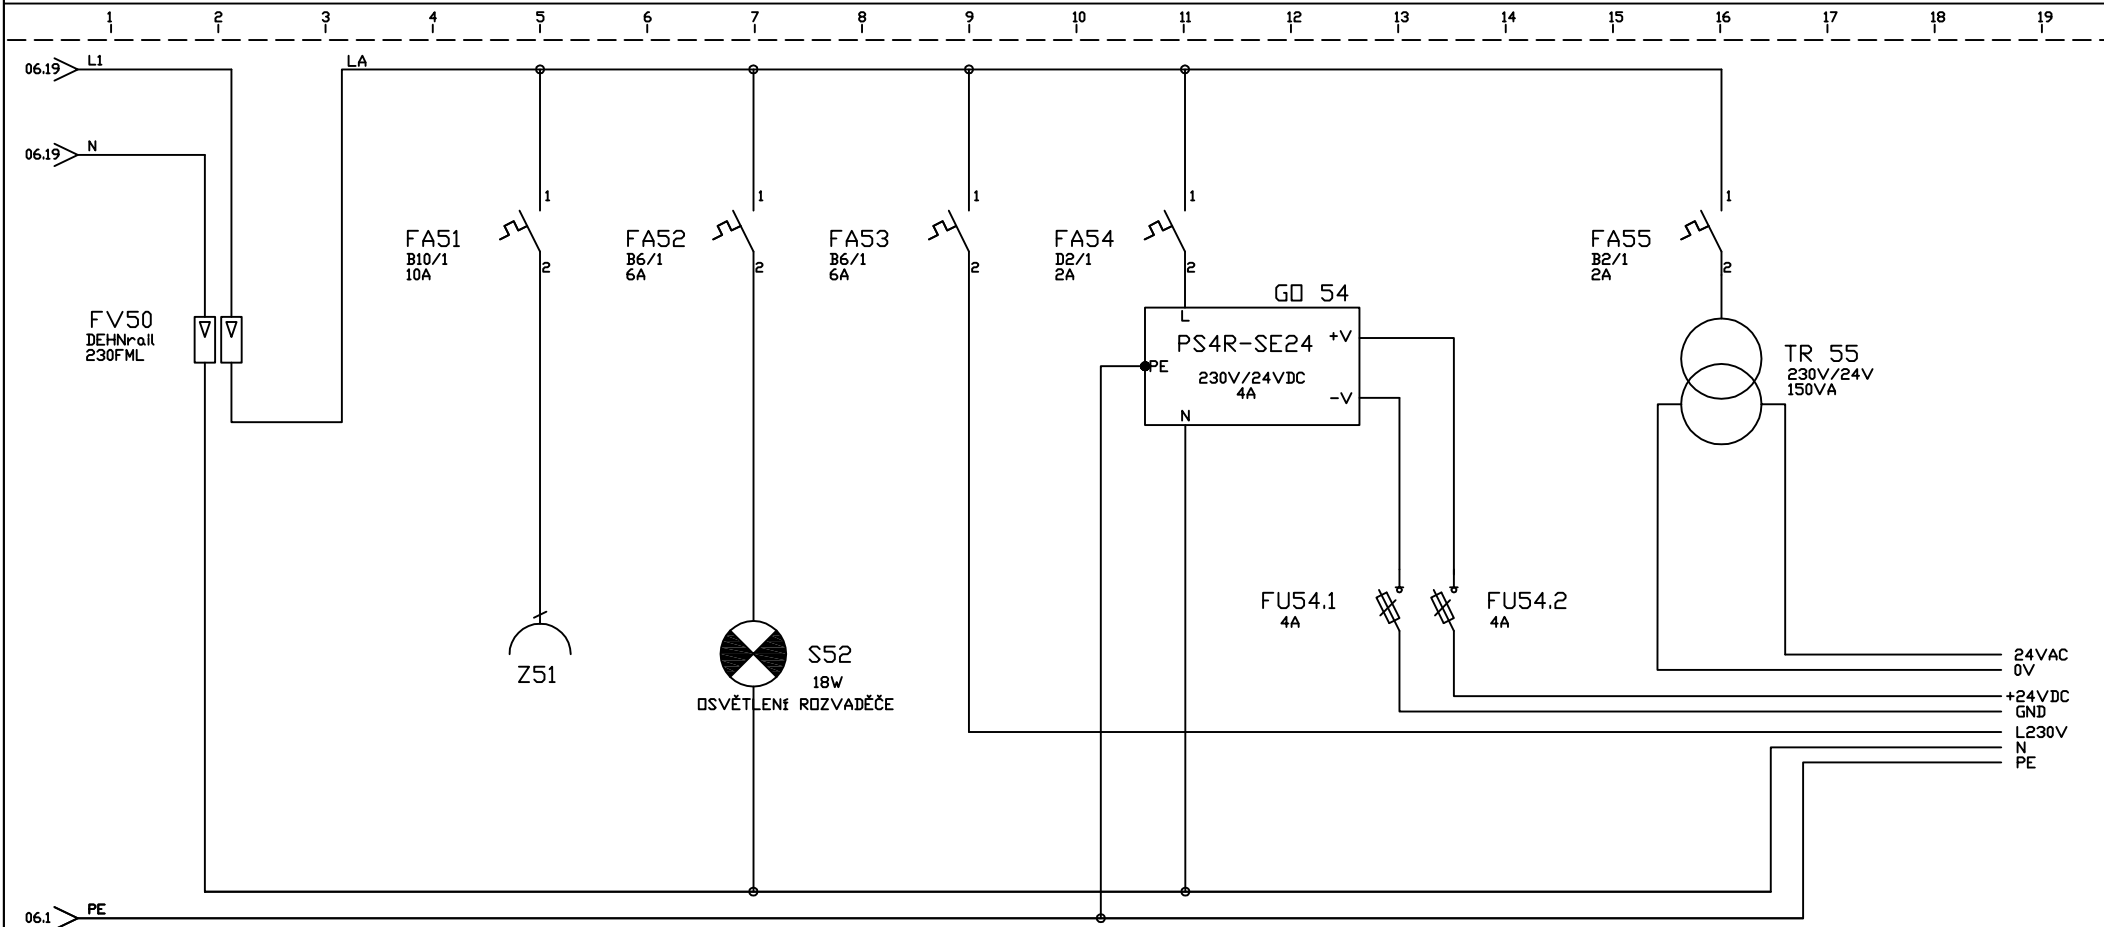 1 2 3 4 5 6 7 8 9 10 11 12 13 14 15 16 17 18 19
06.19 L1
LA
06.19 N
1 1 1 1 1
FA51
B10/1
10A
2
FA52
B6/1
6A
2
FA53
B6/1
6A
2
FA54
D2/1
2A
2
FA55
B2/1
2A
2
FV50
DEHNrail
230FML
GO 54
L
PS4R-SE24
+V
PE
230V/24VDC
4A
-V
N
TR 55
230V/24V
150VA
FU54.1
4A
FU54.2
4A
Z51
S52
18W
OSVĚTLENÍ ROZVADĚČE
24VAC
0V
+24VDC
GND
L230V
N
PE
06.1 PE